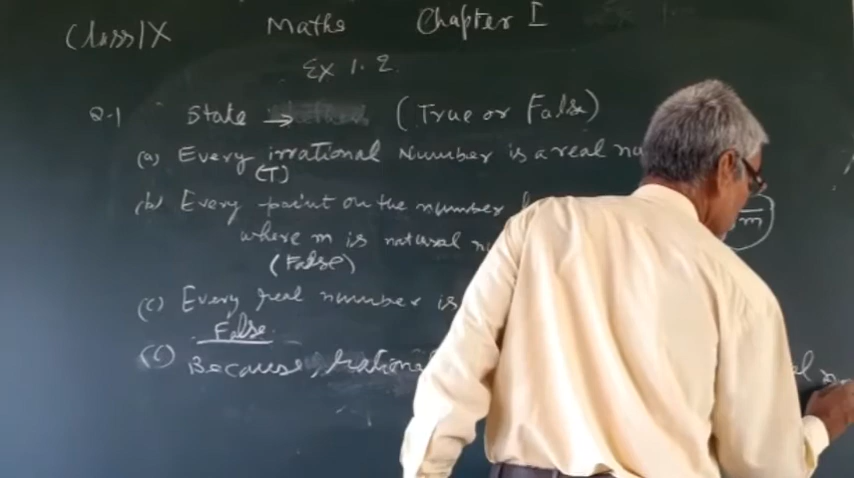 Class IX Maths Chapter I
Ex 1.2.
Q.1 State → (True or False)
(a) Every irrational Number is a real nu
(T)
(b) Every point on the number
where m is natural n
(False)
(c) Every real number is
False.
(c) Because, rational